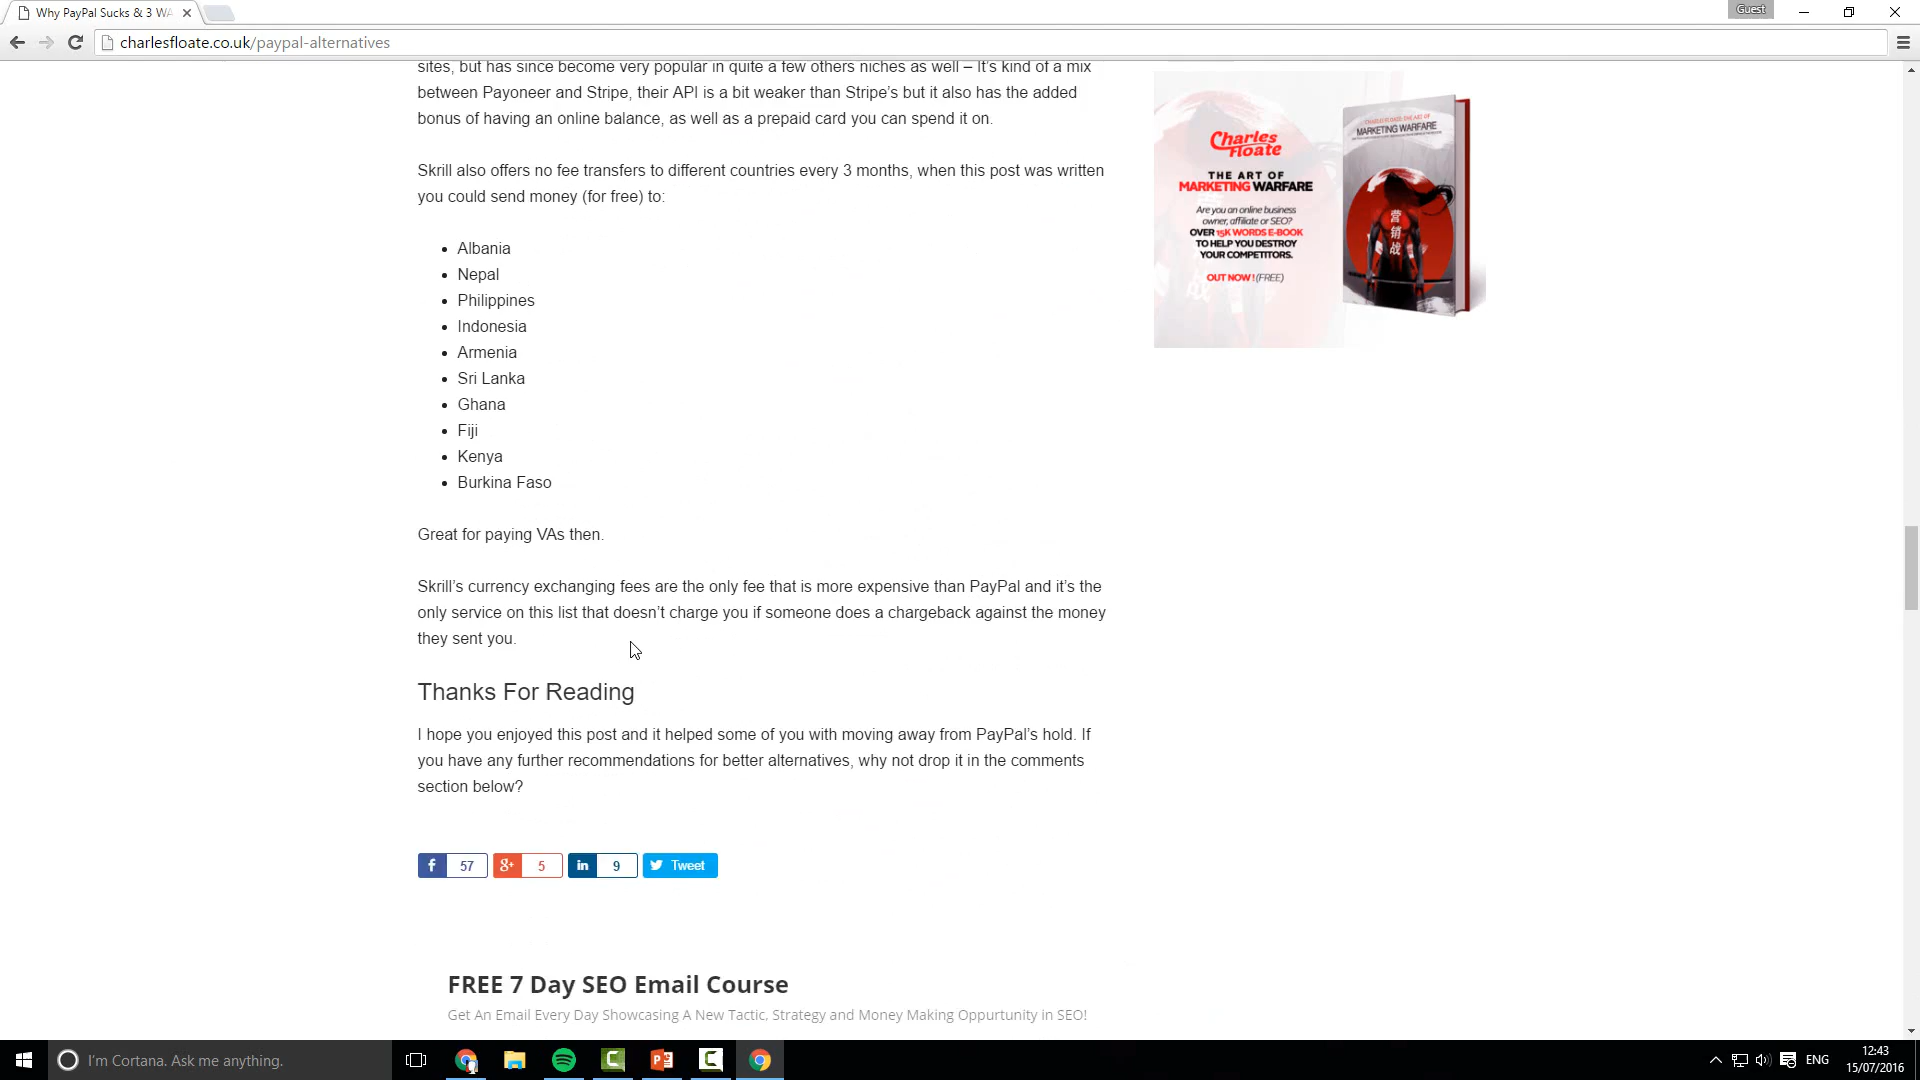 Why PayPal Sucks & 3 WA
Guest
charlesfloate.co.uk/paypal-alternatives
sites, but has since become very popular in quite a few others niches as well – It’s kind of a mix
between Payoneer and Stripe, their API is a bit weaker than Stripe’s but it also has the added
bonus of having an online balance, as well as a prepaid card you can spend it on.
Skrill also offers no fee transfers to different countries every 3 months, when this post was written
you could send money (for free) to:
Albania
Nepal
Philippines
Indonesia
Armenia
Sri Lanka
Ghana
Fiji
Kenya
Burkina Faso
Great for paying VAs then.
Skrill’s currency exchanging fees are the only fee that is more expensive than PayPal and it’s the
only service on this list that doesn’t charge you if someone does a chargeback against the money
they sent you.
Thanks For Reading
I hope you enjoyed this post and it helped some of you with moving away from PayPal’s hold. If
you have any further recommendations for better alternatives, why not drop it in the comments
section below?
57
5
9
Tweet
FREE 7 Day SEO Email Course
Get An Email Every Day Showcasing A New Tactic, Strategy and Money Making Oppurtunity in SEO!
Charles
Floate
THE ART OF
MARKETING WARFARE
Are you an online business
owner, affiliate or SEO?
OVER 15K WORDS E-BOOK
TO HELP YOU DESTROY
YOUR COMPETITORS.
OUT NOW ! (FREE)
MARKETING WARFARE
营
销
战
I'm Cortana. Ask me anything.
ENG
12:43
15/07/2016